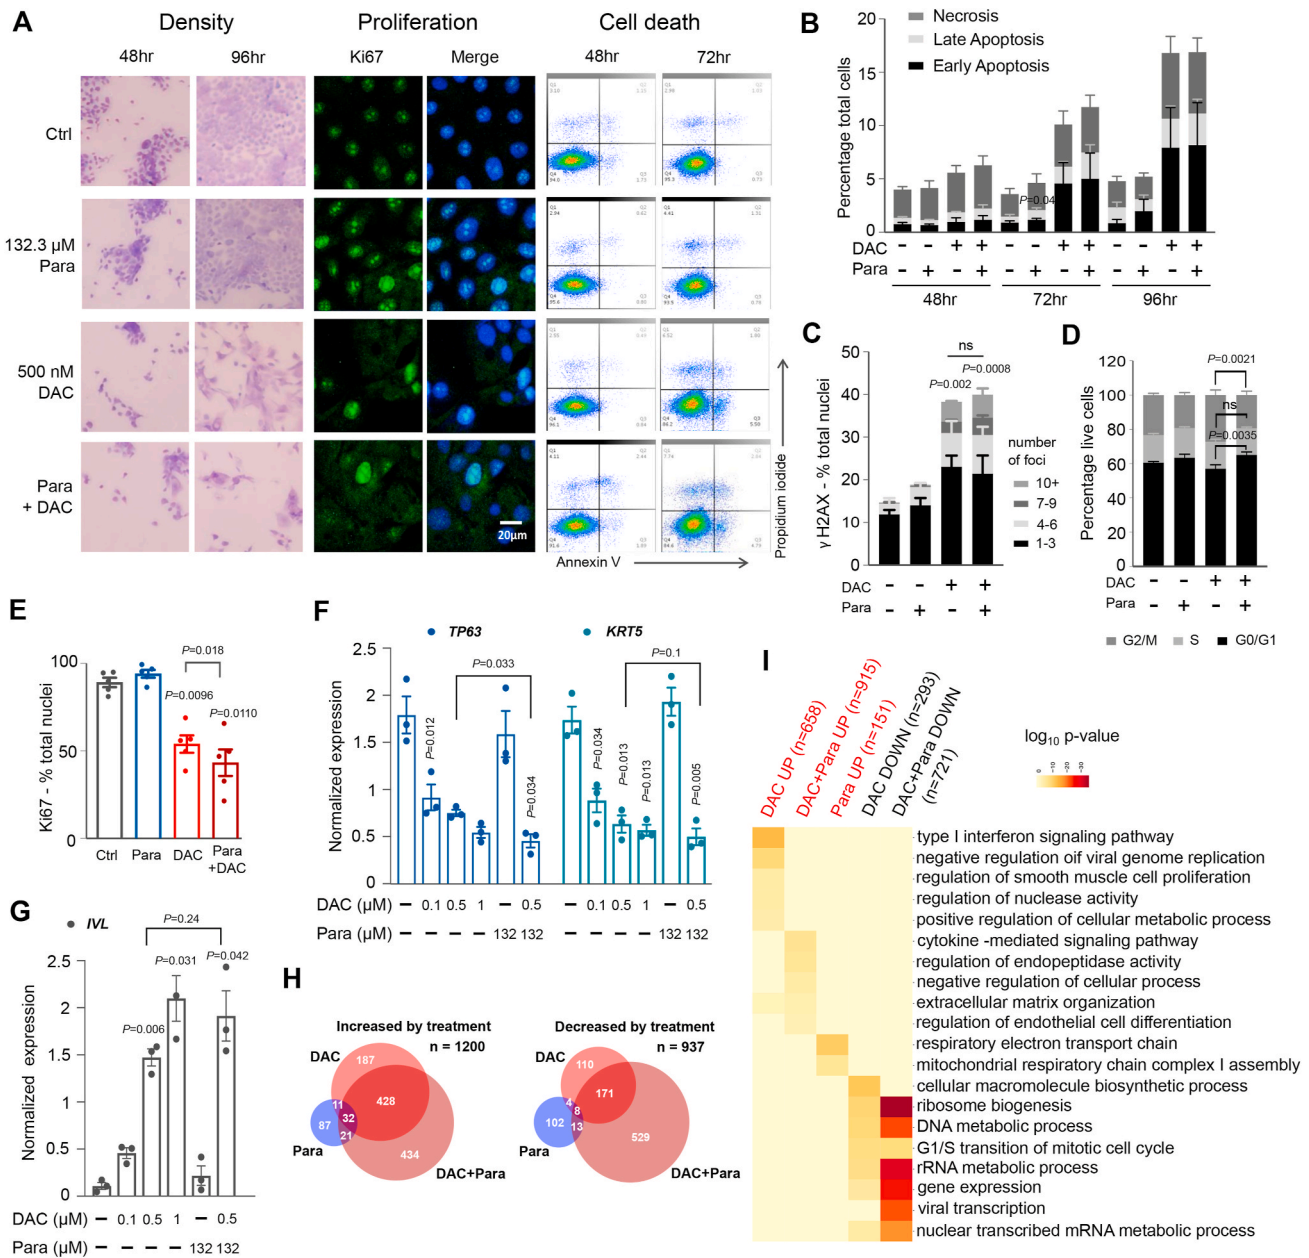 A
Density
Proliferation
Cell death
48hr
96hr
Ki67
Merge
48hr
72hr
Ctrl
132.3 µM
Para
500 nM
DAC
Para
+ DAC
20µm
Annexin V
Propidium iodide
B
Necrosis
Late Apoptosis
Early Apoptosis
Percentage total cells
20
15
10
5
0
P=0.04
DAC - - + + - - + + - - + +
Para - + - + - + - + - + - +
48hr
72hr
96hr
C
γ H2AX - % total nuclei
50
40
30
20
10
0
ns
P=0.0008
P=0.002
number
of foci
10+
7-9
4-6
1-3
DAC - - + +
Para - + - +
D
Percentage live cells
120
100
80
60
40
20
0
P=0.0021
ns
P=0.0035
DAC - - + +
Para - + - +
G2/M
S
G0/G1
E
Ki67 - % total nuclei
100
50
0
P=0.018
P=0.0096
P=0.0110
Ctrl
Para
DAC
Para
+DAC
F
TP63
KRT5
Normalized expression
2.5
2
1.5
1
0.5
0
P=0.012
P=0.033
P=0.034
P=0.034
P=0.013
P=0.013
P=0.1
P=0.005
DAC (µM) - 0.1 0.5 1 - 0.5 - 0.1 0.5 1 - 0.5
Para (µM) - - - - 132 132 - - - - 132 132
G
IVL
Normalized expression
2.5
2
1.5
1
0.5
0
P=0.24
P=0.006
P=0.031
P=0.042
DAC (µM) - 0.1 0.5 1 - 0.5
Para (µM) - - - - 132 132
H
Increased by treatment
n = 1200
DAC
187
428
11
32
87
21
434
Para
DAC+Para
Decreased by treatment
n = 937
DAC
110
171
4
8
102
13
529
Para
DAC+Para
I
DAC UP (n=658)
DAC+Para UP (n=915)
Para UP (n=151)
DAC DOWN (n=293)
DAC+Para DOWN
(n=721)
log10 p-value
0
-10
-20
-30
type I interferon signaling pathway
negative regulation oif viral genome replication
regulation of smooth muscle cell proliferation
regulation of nuclease activity
positive regulation of cellular metabolic process
cytokine -mediated signaling pathway
regulation of endopeptidase activity
negative regulation of cellular process
extracellular matrix organization
regulation of endothelial cell differentiation
respiratory electron transport chain
mitochondrial respiratory chain complex I assembly
cellular macromolecule biosynthetic process
ribosome biogenesis
DNA metabolic process
G1/S transition of mitotic cell cycle
rRNA metabolic process
gene expression
viral transcription
nuclear transcribed mRNA metabolic process